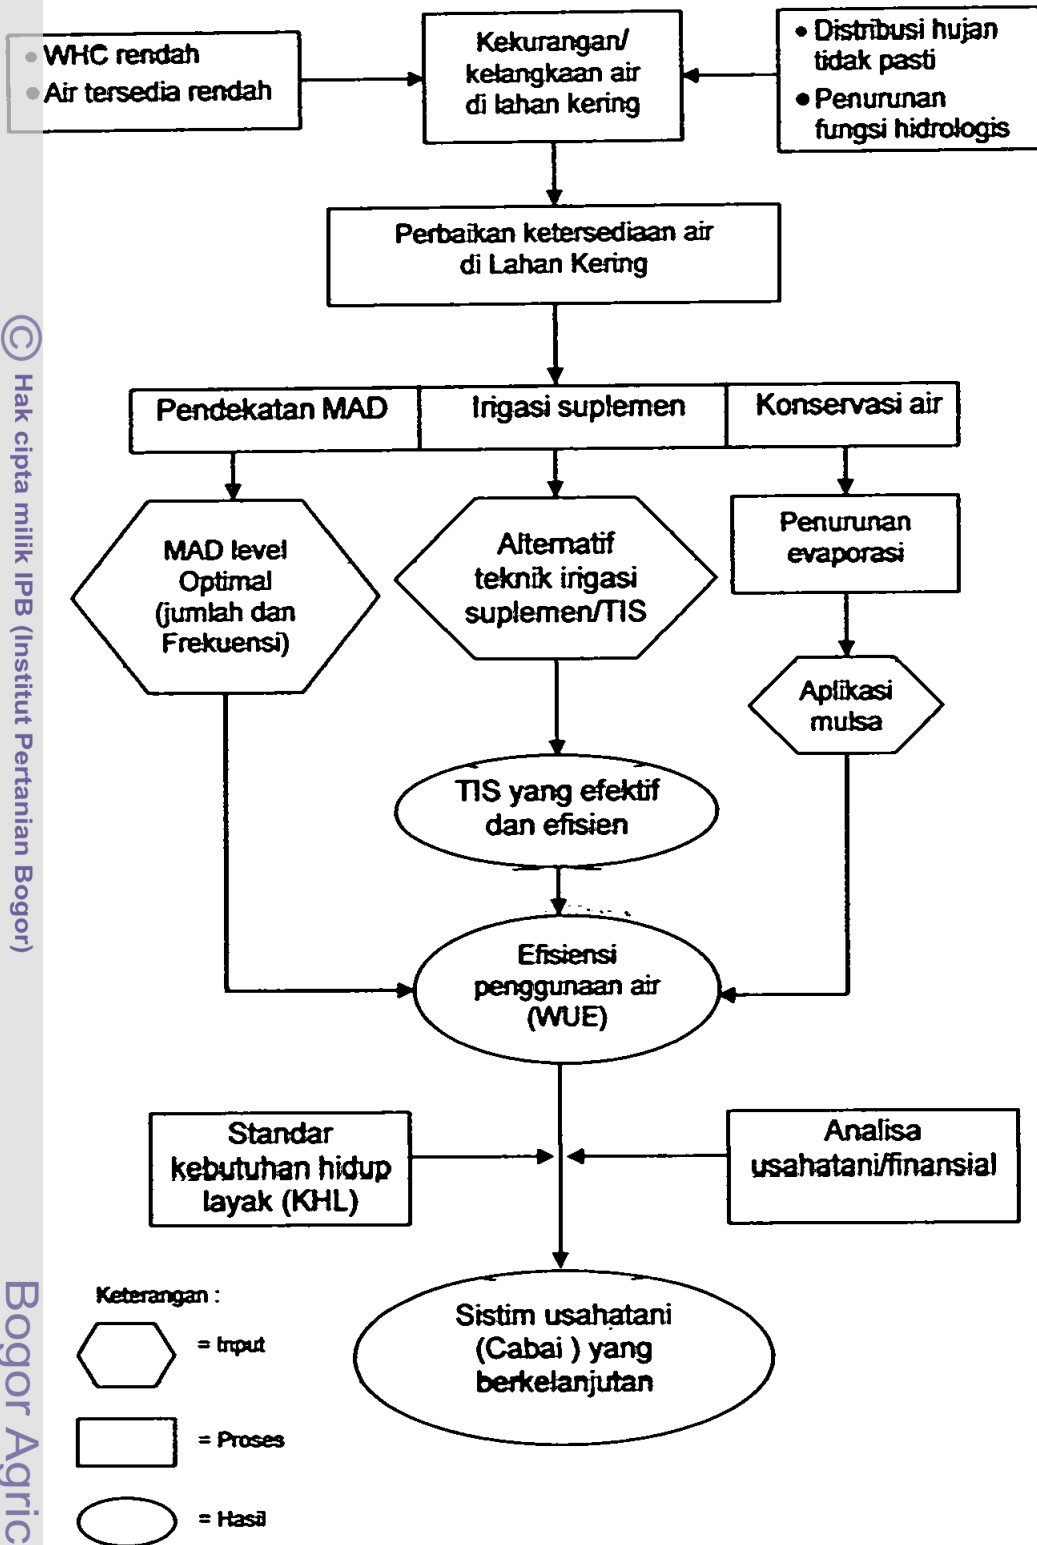 • WHC rendah
• Air tersedia rendah
Kekurangan/
kelangkaan air
di lahan kering
• Distribusi hujan
tidak pasti
• Penurunan
fungsi hidrologis
Perbaikan ketersediaan air
di Lahan Kering
Pendekatan MAD
Irigasi suplemen
Konservasi air
MAD level
Optimal
(jumlah dan
Frekuensi)
Alternatif
teknik irigasi
suplemen/TIS
Penurunan
evaporasi
Aplikasi
mulsa
TIS yang efektif
dan efisien
Efisiensi
penggunaan air
(WUE)
Standar
kebutuhan hidup
layak (KHL)
Analisa
usahatani/finansial
Sistim usahatani
(Cabai ) yang
berkelanjutan
Keterangan :
= Input
= Proses
= Hasil
© Hak cipta milik IPB (Institut Pertanian Bogor)
Bogor Agric